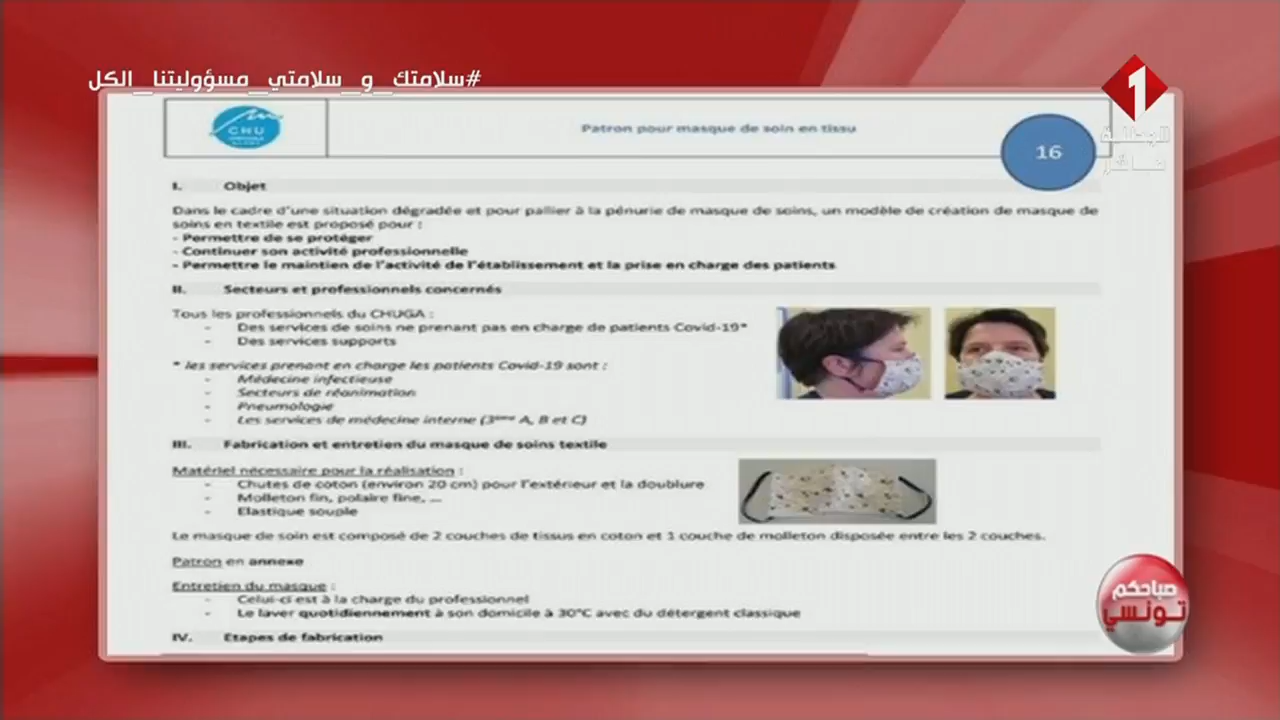 #سلامتك_و_سلامتي_مسؤوليتنا_الكل
1
الوطنية
CHU
Patron pour masque de soin en tissu
16
I. Objet
Dans le cadre d'une situation dégradée et pour pallier à la pénurie de masque de soins, un modèle de création de masque de
soins en textile est proposé pour :
- Permettre de se protéger
- Continuer son activité professionnelle
- Permettre le maintien de l'activité de l'établissement et la prise en charge des patients
II. Secteurs et professionnels concernés
Tous les professionnels du CHUGA :
- Des services de soins ne prenant pas en charge de patients Covid-19*
- Des services supports
* les services prenant en charge les patients Covid-19 sont :
- Médecine infectieuse
- Secteurs de réanimation
- Pneumologie
- Les services de médecine interne (3ème A, B et C)
III. Fabrication et entretien du masque de soins textile
Matériel nécessaire pour la réalisation :
- Chutes de coton (environ 20 cm) pour l'extérieur et la doublure
- Molleton fin, polaire fine, ...
- Elastique souple
Le masque de soin est composé de 2 couches de tissus en coton et 1 couche de molleton disposée entre les 2 couches.
Patron en annexe
Entretien du masque :
- Celui-ci est à la charge du professionnel
- Le laver quotidiennement à son domicile à 30°C avec du détergent classique
IV. Etapes de fabrication
صباحكم
تونسي